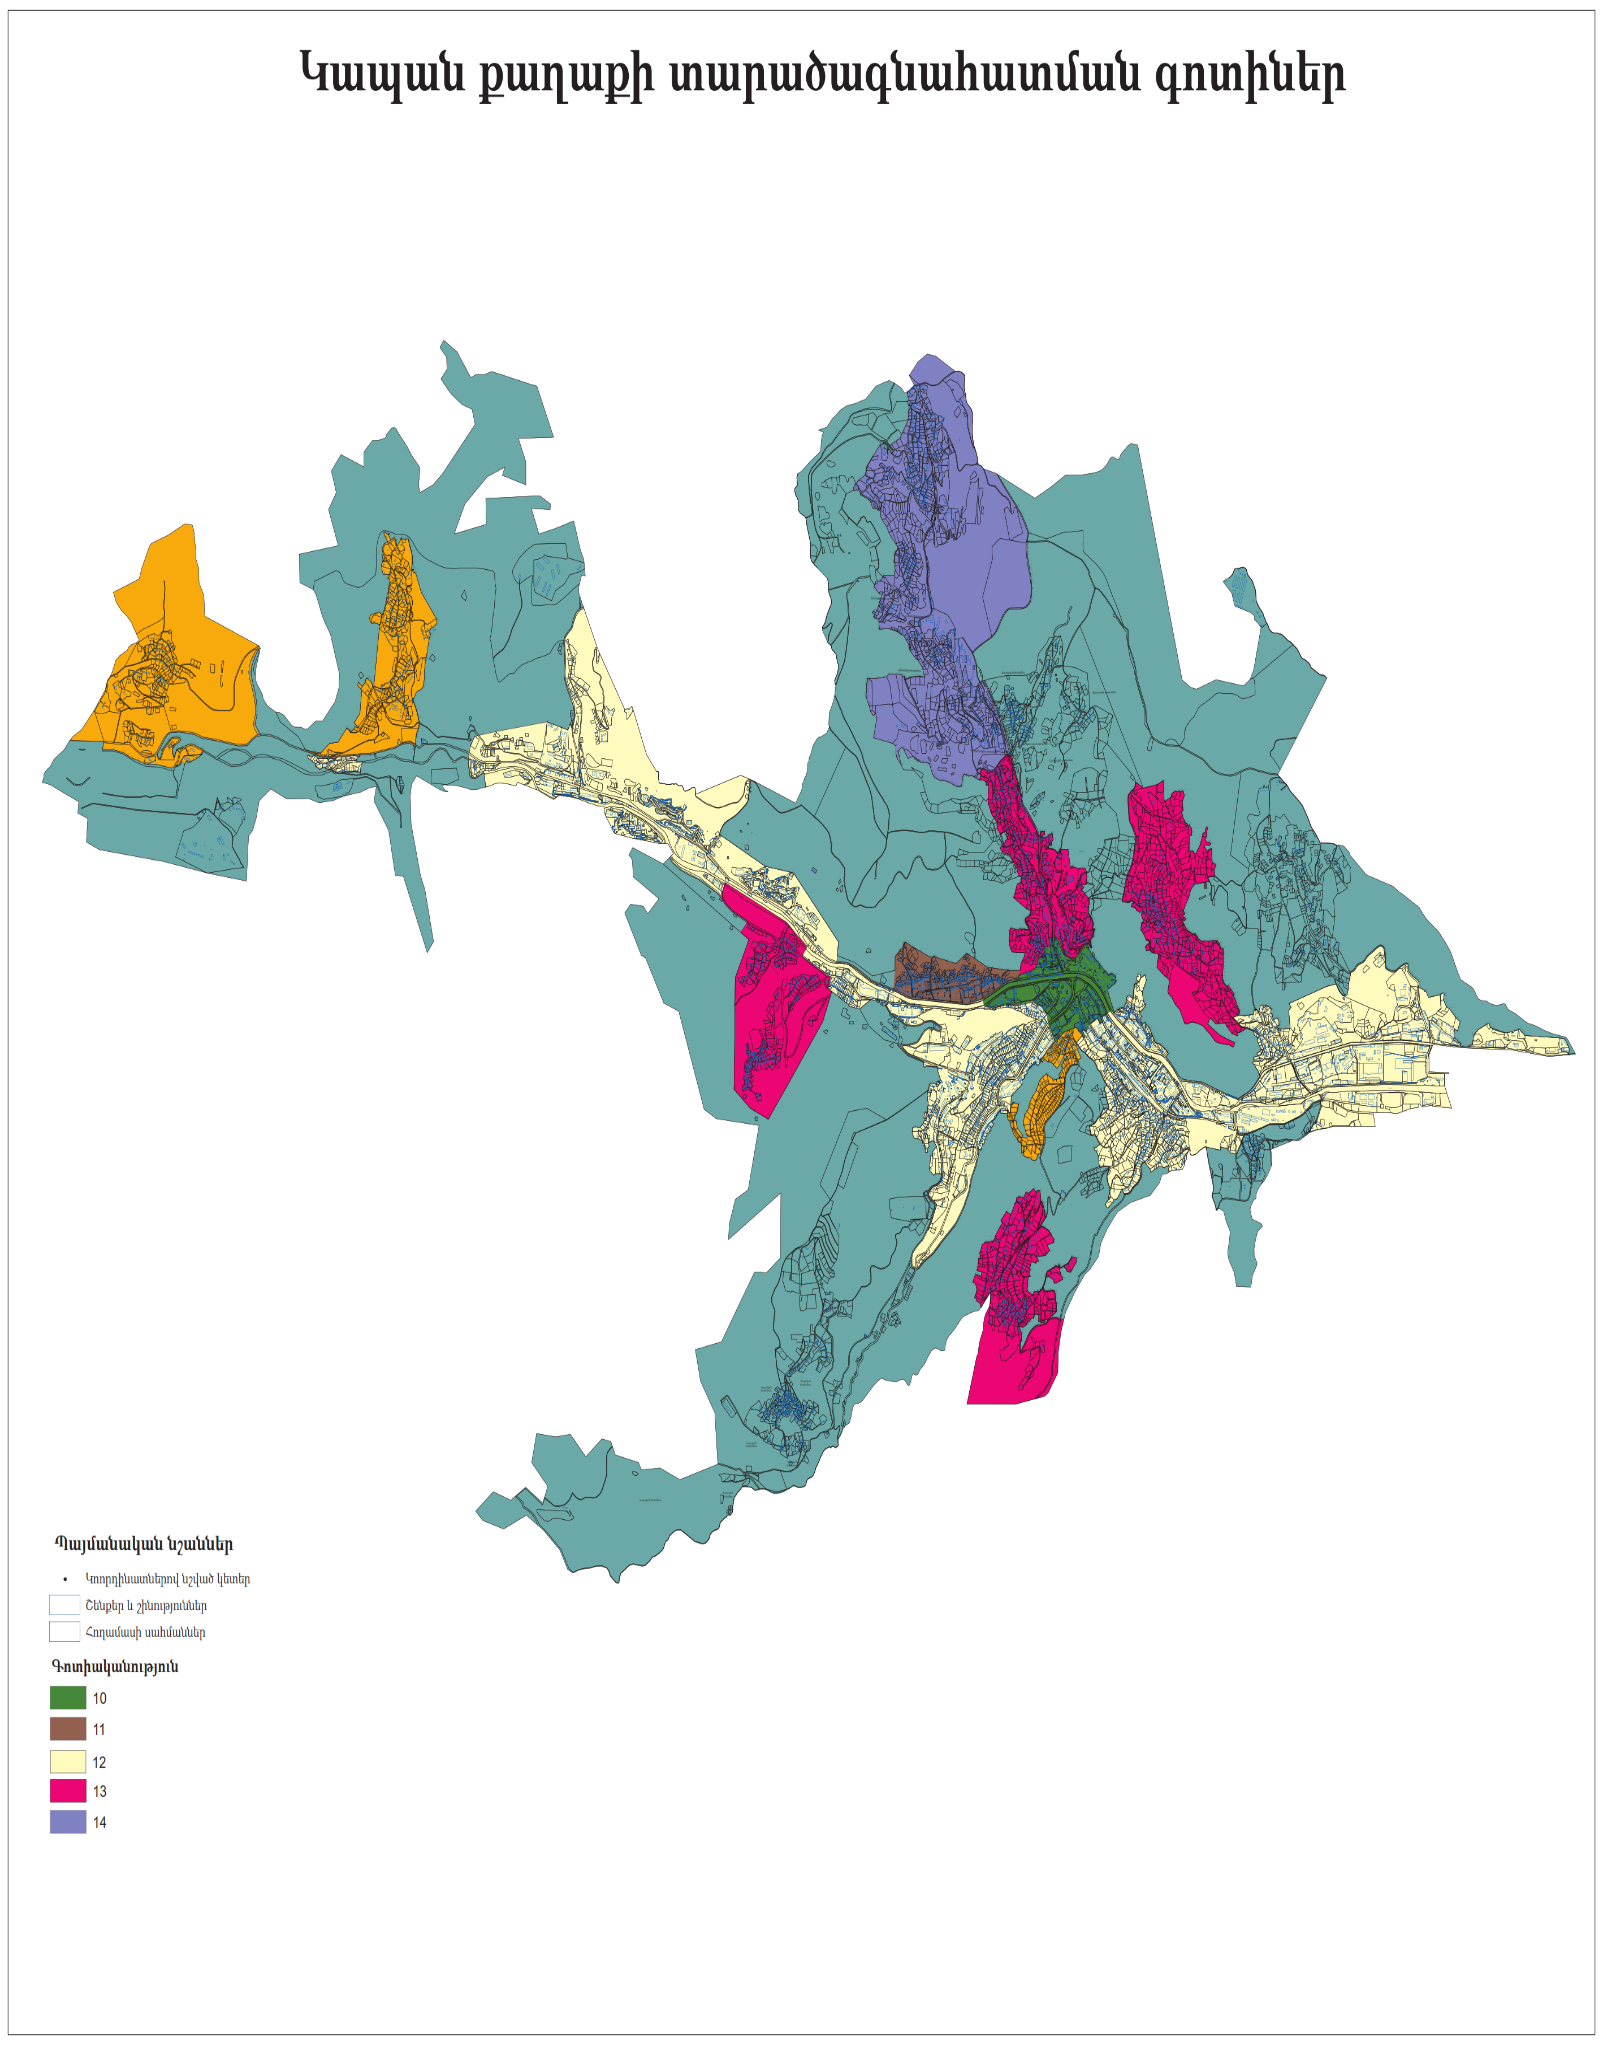 Կապան քաղաքի տարածագնահատման գոտիներ
Պայմանական նշաններ
Կոորդինատներով նշված կետեր
Շենքեր և շինություններ
Հողամասի սահմաններ
Գոտիականություն
10
11
12
13
14